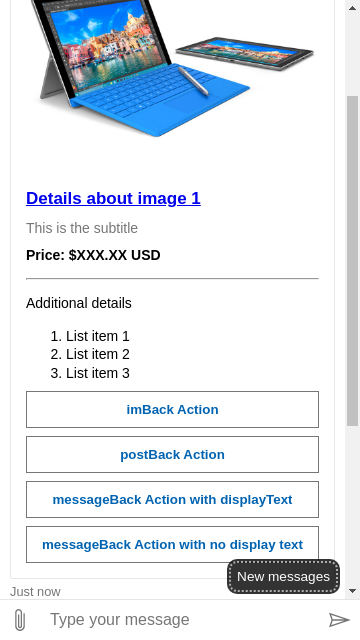 Details about image 1
This is the subtitle
Price: $XXX.XX USD
Additional details
1. List item 1
2. List item 2
3. List item 3
imBack Action
postBack Action
messageBack Action with displayText
messageBack Action with no display text
New messages
Just now
Type your message